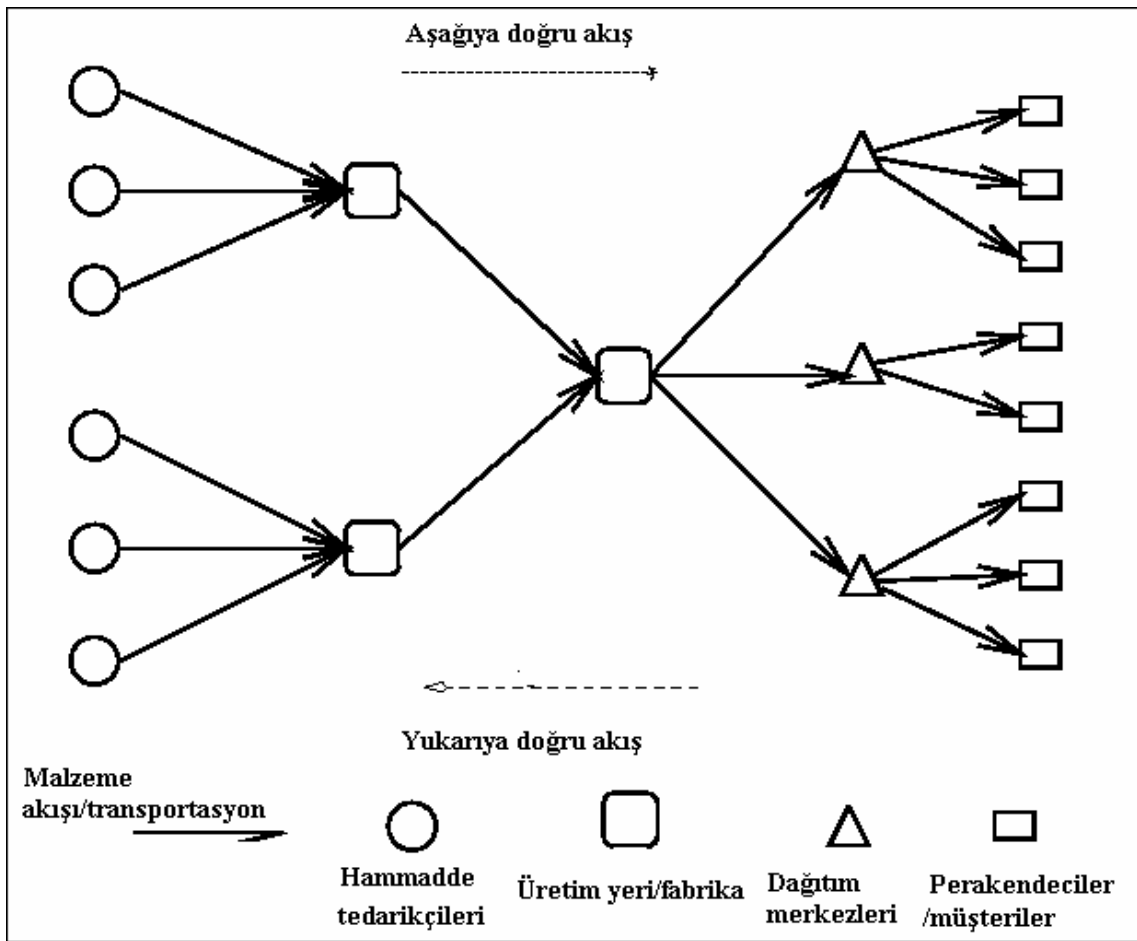 Aşağıya doğru akış
Yukarıya doğru akış
Malzeme
akışı/transportasyon
Hammadde
tedarikçileri
Üretim yeri/fabrika
Dağıtım
merkezleri
Perakendeciler
/müşteriler